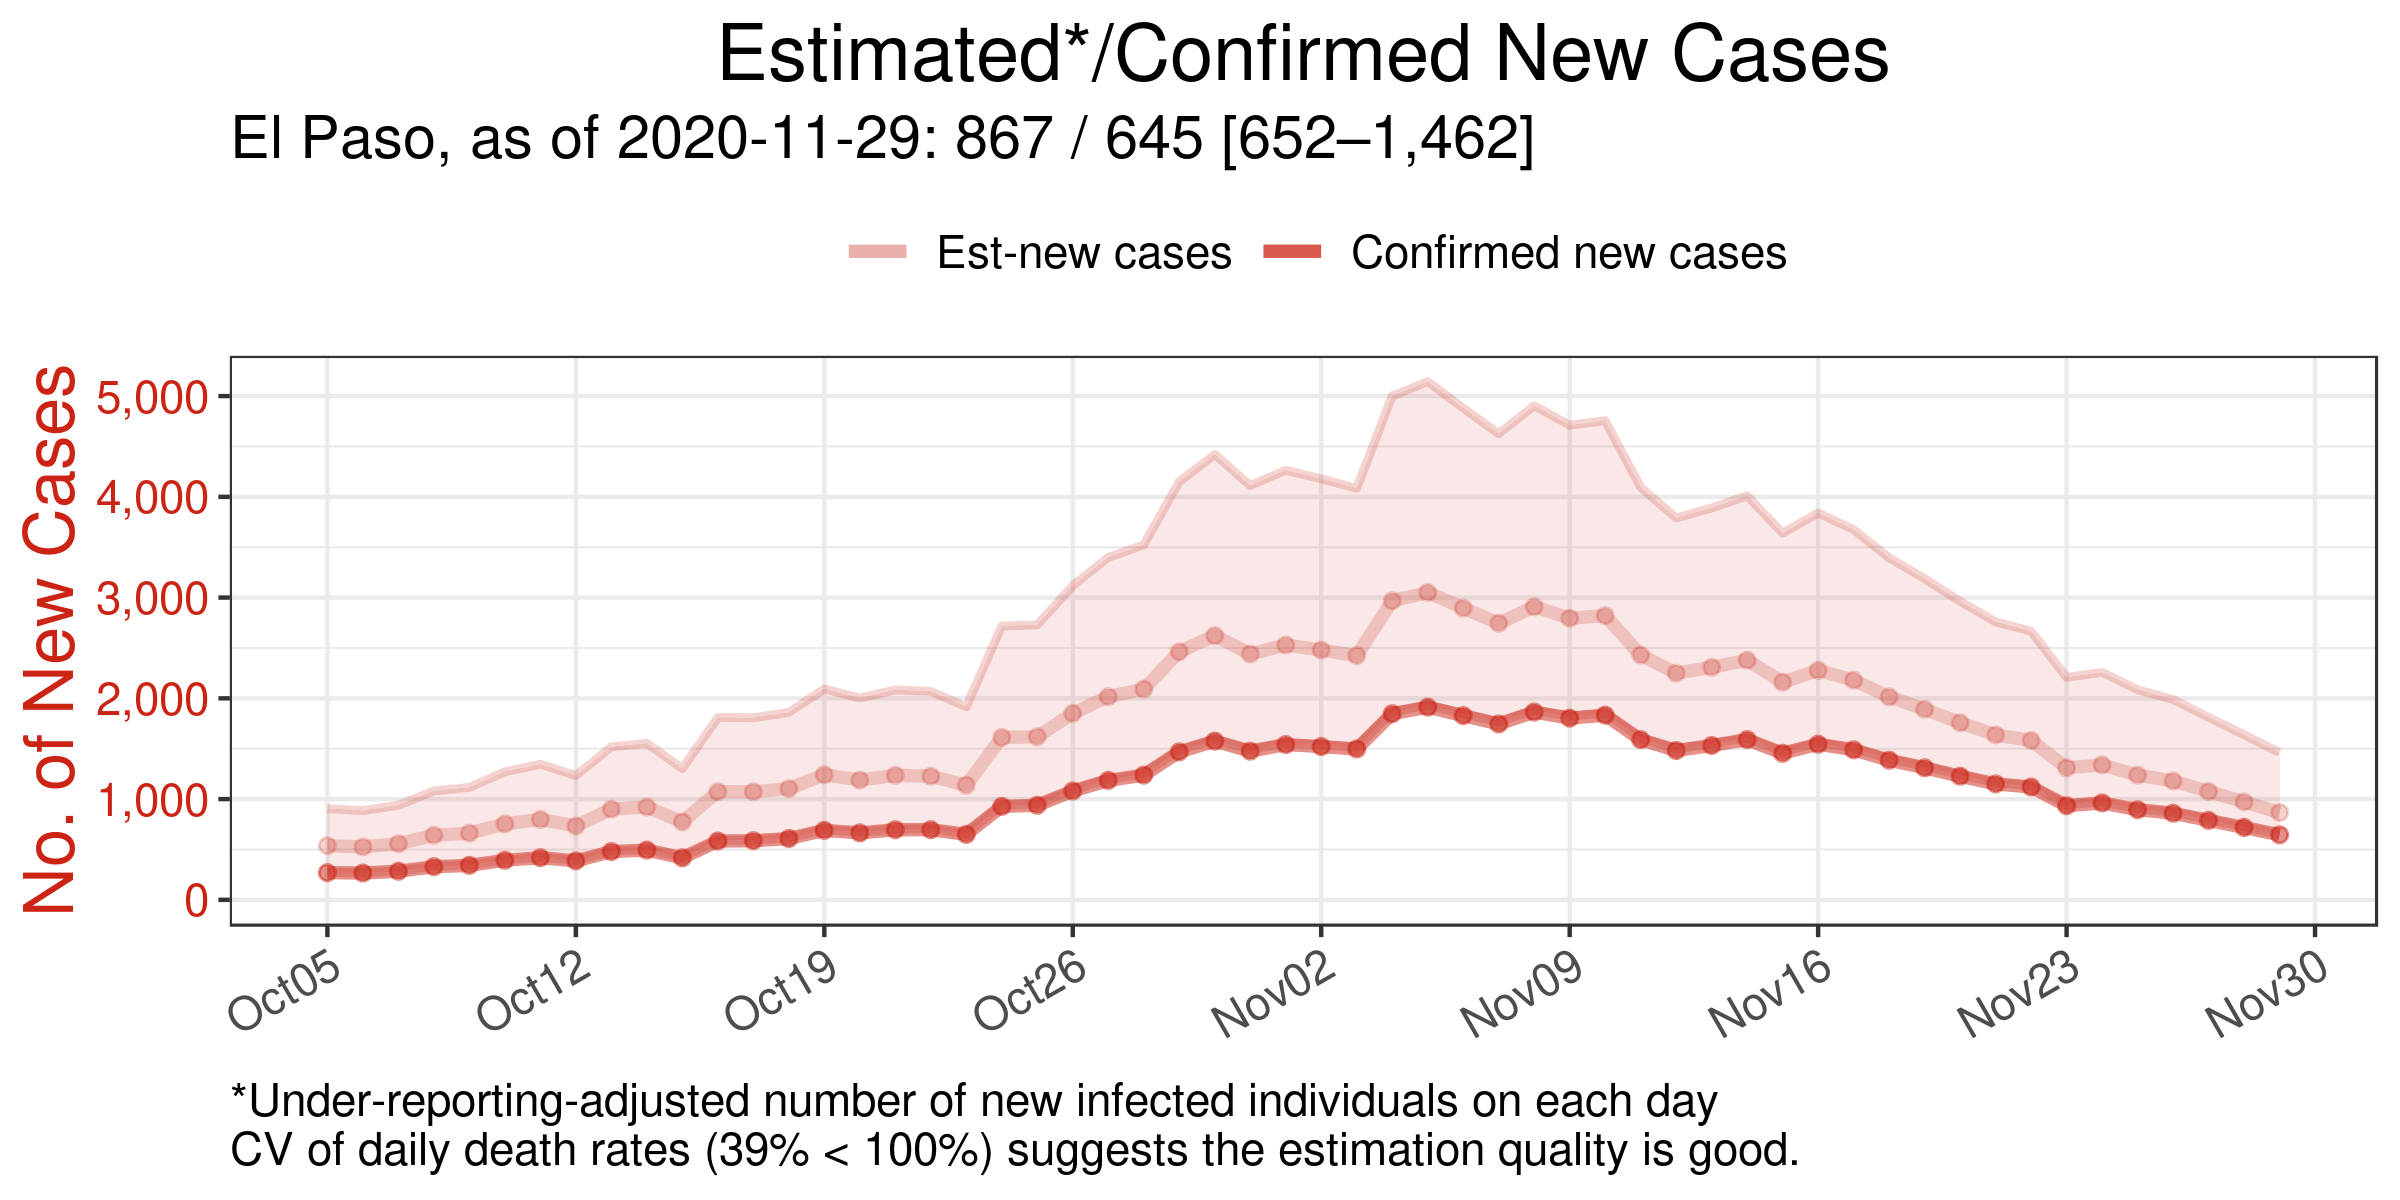 Estimated*/Confirmed New Cases
El Paso, as of 2020-11-29: 867 / 645 [652–1,462]
Est-new cases
Confirmed new cases
No. of New Cases
5,000
4,000
3,000
2,000
1,000
0
Oct05
Oct12
Oct19
Oct26
Nov02
Nov09
Nov16
Nov23
Nov30
*Under-reporting-adjusted number of new infected individuals on each day
CV of daily death rates (39% < 100%) suggests the estimation quality is good.